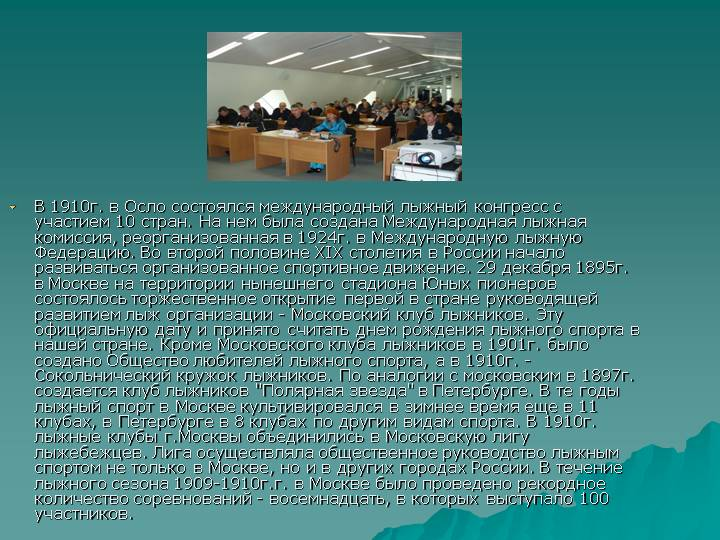 В 1910г. в Осло состоялся международный лыжный конгресс с
участием 10 стран. На нем была создана Международная лыжная
комиссия, реорганизованная в 1924г. в Международную лыжную
Федерацию. Во второй половине XIX столетия в России начало
развиваться организованное спортивное движение. 29 декабря 1895г.
в Москве на территории нынешнего стадиона Юных пионеров
состоялось торжественное открытие первой в стране руководящей
развитием лыж организации - Московский клуб лыжников. Эту
официальную дату и принято считать днем рождения лыжного спорта в
нашей стране. Кроме Московского клуба лыжников в 1901г. было
создано Общество любителей лыжного спорта, а в 1910г. -
Сокольнический кружок лыжников. По аналогии с московским в 1897г.
создается клуб лыжников "Полярная звезда" в Петербурге. В те годы
лыжный спорт в Москве культивировался в зимнее время еще в 11
клубах, в Петербурге в 8 клубах по другим видам спорта. В 1910г.
лыжные клубы г.Москвы объединились в Московскую лигу
лыжебежцев. Лига осуществляла общественное руководство лыжным
спортом не только в Москве, но и в других городах России. В течение
лыжного сезона 1909-1910г.г. в Москве было проведено рекордное
количество соревнований - восемнадцать, в которых выступало 100
участников.